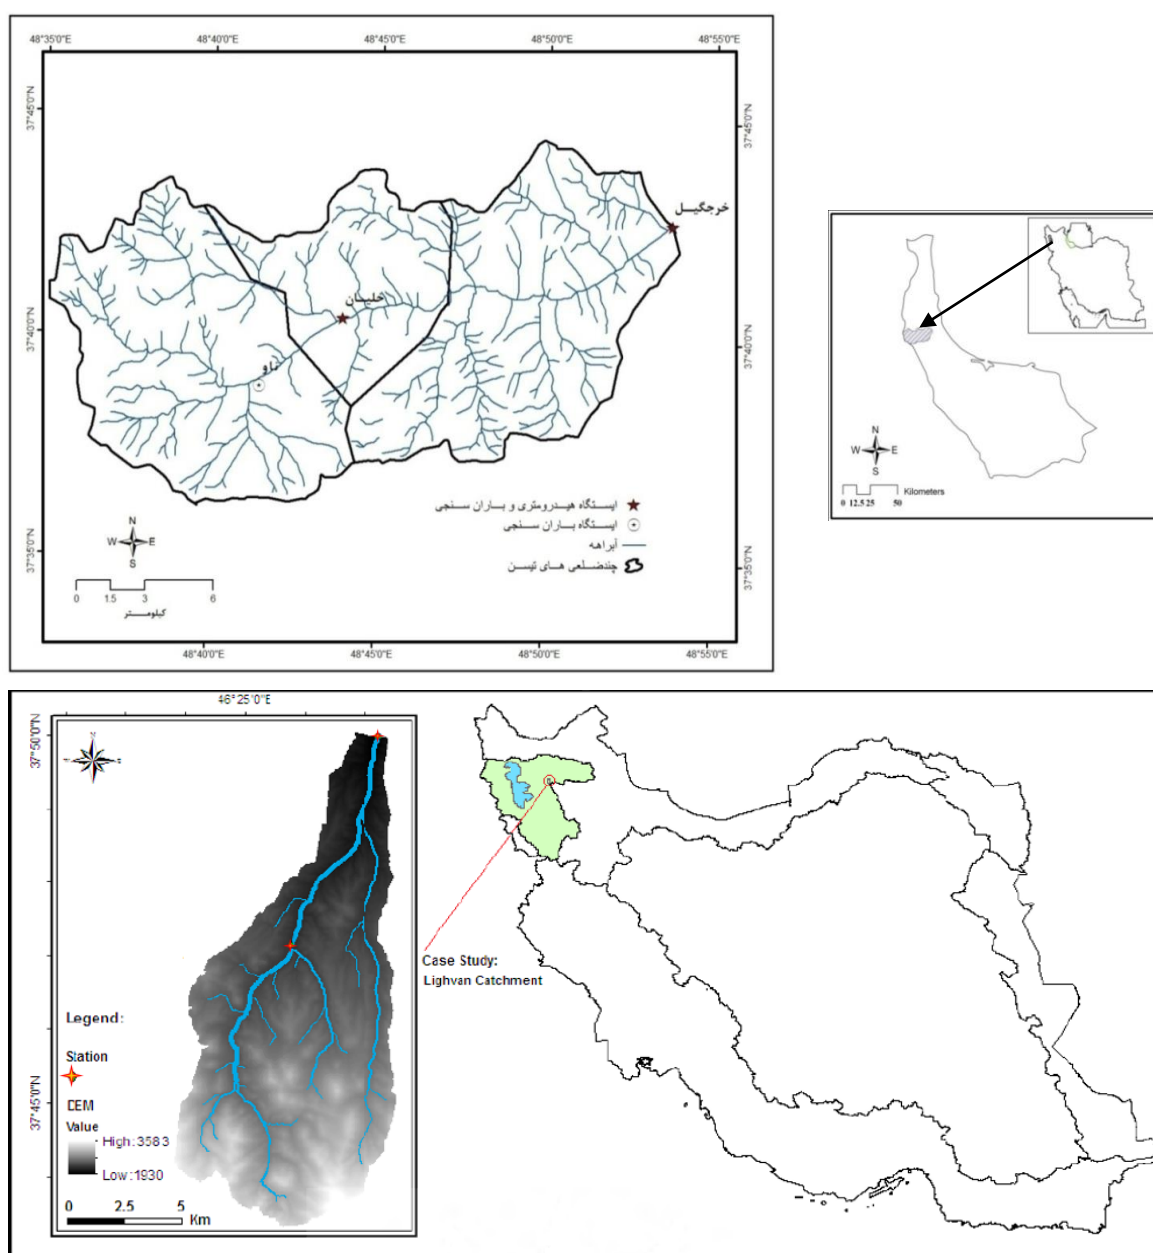 48°35'0"E 48°40'0"E 48°45'0"E 48°50'0"E 48°55'0"E
37°45'0"N
37°45'0"N
خرجگیل
خلیان
37°40'0"N
37°40'0"N
ناو
ایستگاه هیدرومتری و باران سنجی
ایستگاه باران سنجی
آبراهه
چندضلعی های تیسن
N
W E
S
37°35'0"N
37°35'0"N
0 1.5 3 6
کیلومتر
48°40'0"E 48°45'0"E 48°50'0"E 48°55'0"E
N
W E
S
Kilometers
0 12.5 25 50
46°25'0"E
37°50'0"N
Case Study:
Lighvan Catchment
Legend:
Station
DEM
Value
High:3583
Low:1930
37°45'0"N
0 2.5 5
Km